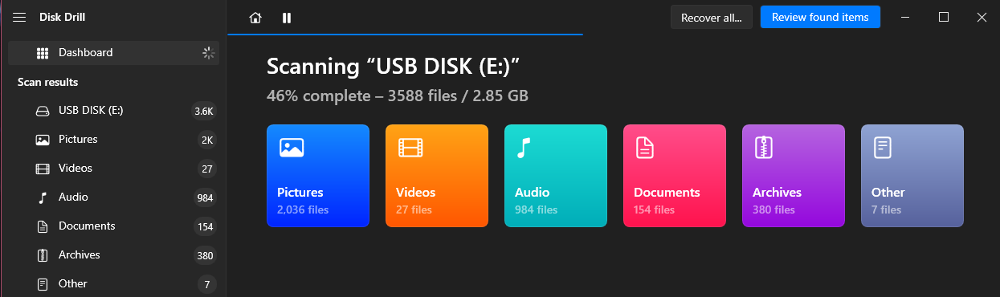 Disk Drill
Recover all...
Review found items
Dashboard
Scan results
USB DISK (E:)
3.6K
Pictures
2K
Videos
27
Audio
984
Documents
154
Archives
380
Other
7
Scanning “USB DISK (E:)”
46% complete – 3588 files / 2.85 GB
Pictures
2,036 files
Videos
27 files
Audio
984 files
Documents
154 files
Archives
380 files
Other
7 files